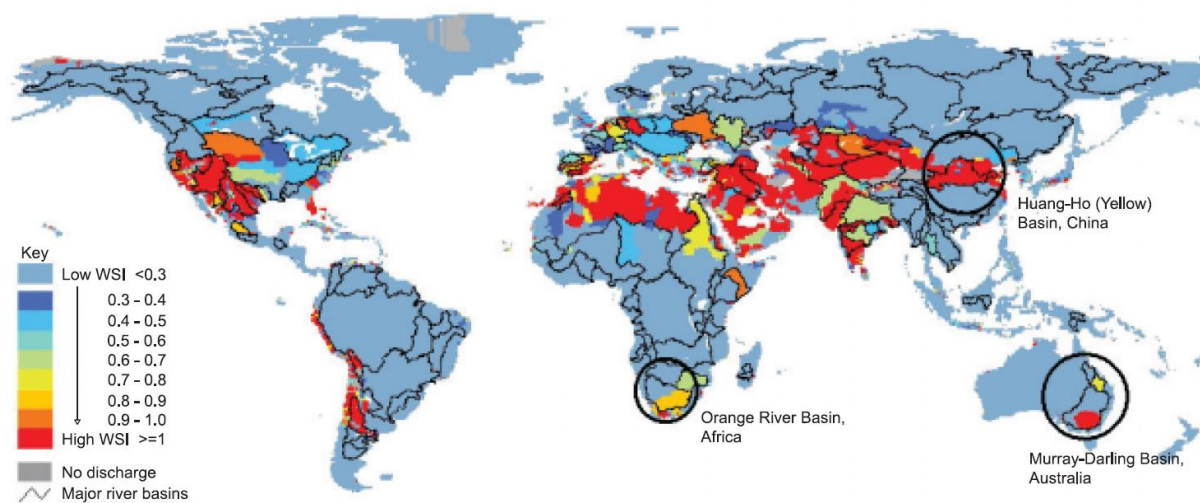 Key
Low WSI <0.3
0.3 – 0.4
0.4 – 0.5
0.5 – 0.6
0.6 – 0.7
0.7 – 0.8
0.8 – 0.9
0.9 – 1.0
High WSI >=1
No discharge
Major river basins
Huang-Ho (Yellow)
Basin, China
Orange River Basin,
Africa
Murray-Darling Basin,
Australia